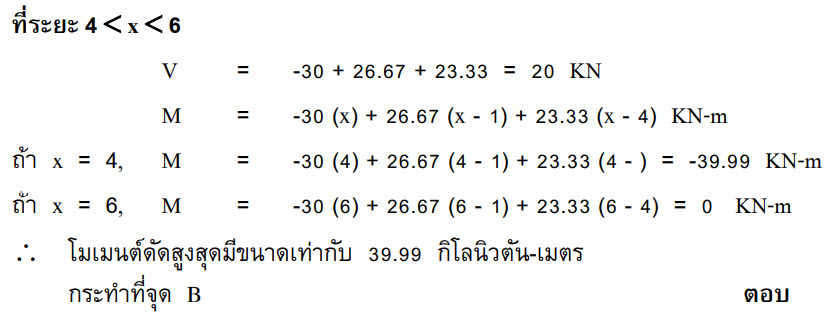 ที่ระยะ 4 < x < 6
V = -30 + 26.67 + 23.33 = 20 KN
M = -30 (x) + 26.67 (x - 1) + 23.33 (x - 4) KN-m
ถ้า x = 4, M = -30 (4) + 26.67 (4 - 1) + 23.33 (4 - ) = -39.99 KN-m
ถ้า x = 6, M = -30 (6) + 26.67 (6 - 1) + 23.33 (6 - 4) = 0 KN-m
∴ โมเมนต์ดัดสูงสุดมีขนาดเท่ากับ 39.99 กิโลนิวตัน-เมตร
กระทำที่จุด B ตอบ